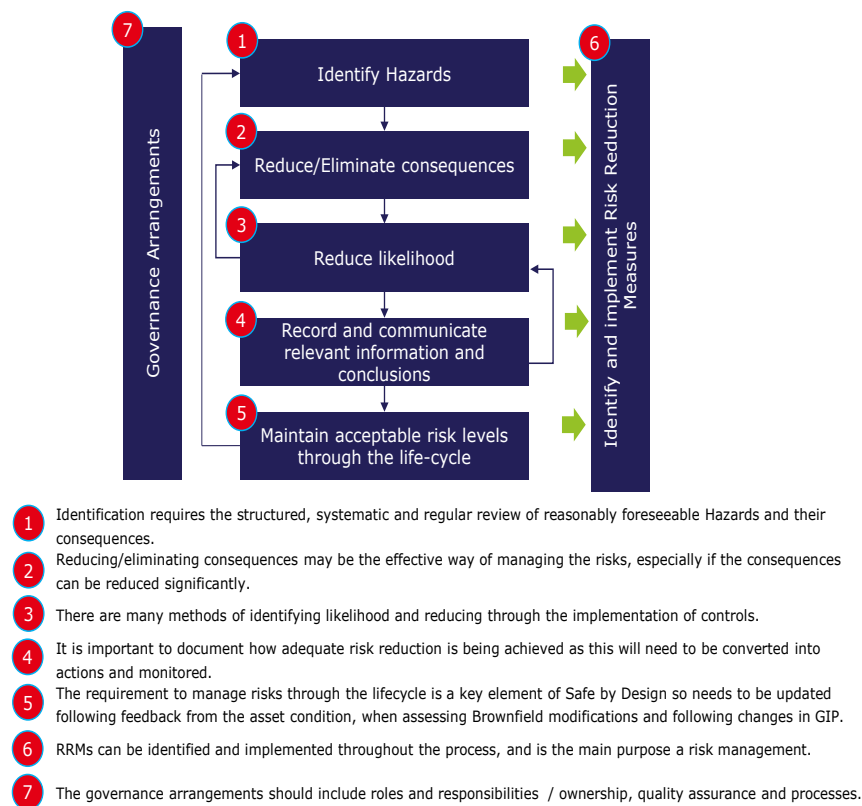 7
Governance Arrangements
1
Identify Hazards
2
Reduce/Eliminate consequences
3
Reduce likelihood
4
Record and communicate
relevant information and
conclusions
5
Maintain acceptable risk levels
through the life-cycle
6
Identify and implement Risk Reduction
Measures
1
Identification requires the structured, systematic and regular review of reasonably foreseeable Hazards and their
consequences.
2
Reducing/eliminating consequences may be the effective way of managing the risks, especially if the consequences
can be reduced significantly.
3
There are many methods of identifying likelihood and reducing through the implementation of controls.
4
It is important to document how adequate risk reduction is being achieved as this will need to be converted into
actions and monitored.
5
The requirement to manage risks through the lifecycle is a key element of Safe by Design so needs to be updated
following feedback from the asset condition, when assessing Brownfield modifications and following changes in GIP.
6
RRMs can be identified and implemented throughout the process, and is the main purpose a risk management.
7
The governance arrangements should include roles and responsibilities / ownership, quality assurance and processes.